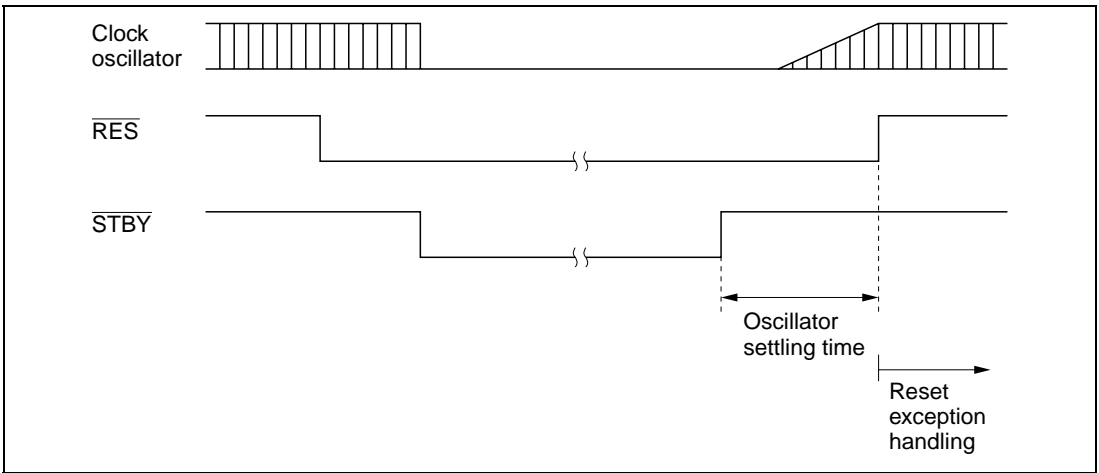 Clock
oscillator
RES
STBY
Oscillator
settling time
Reset
exception
handling